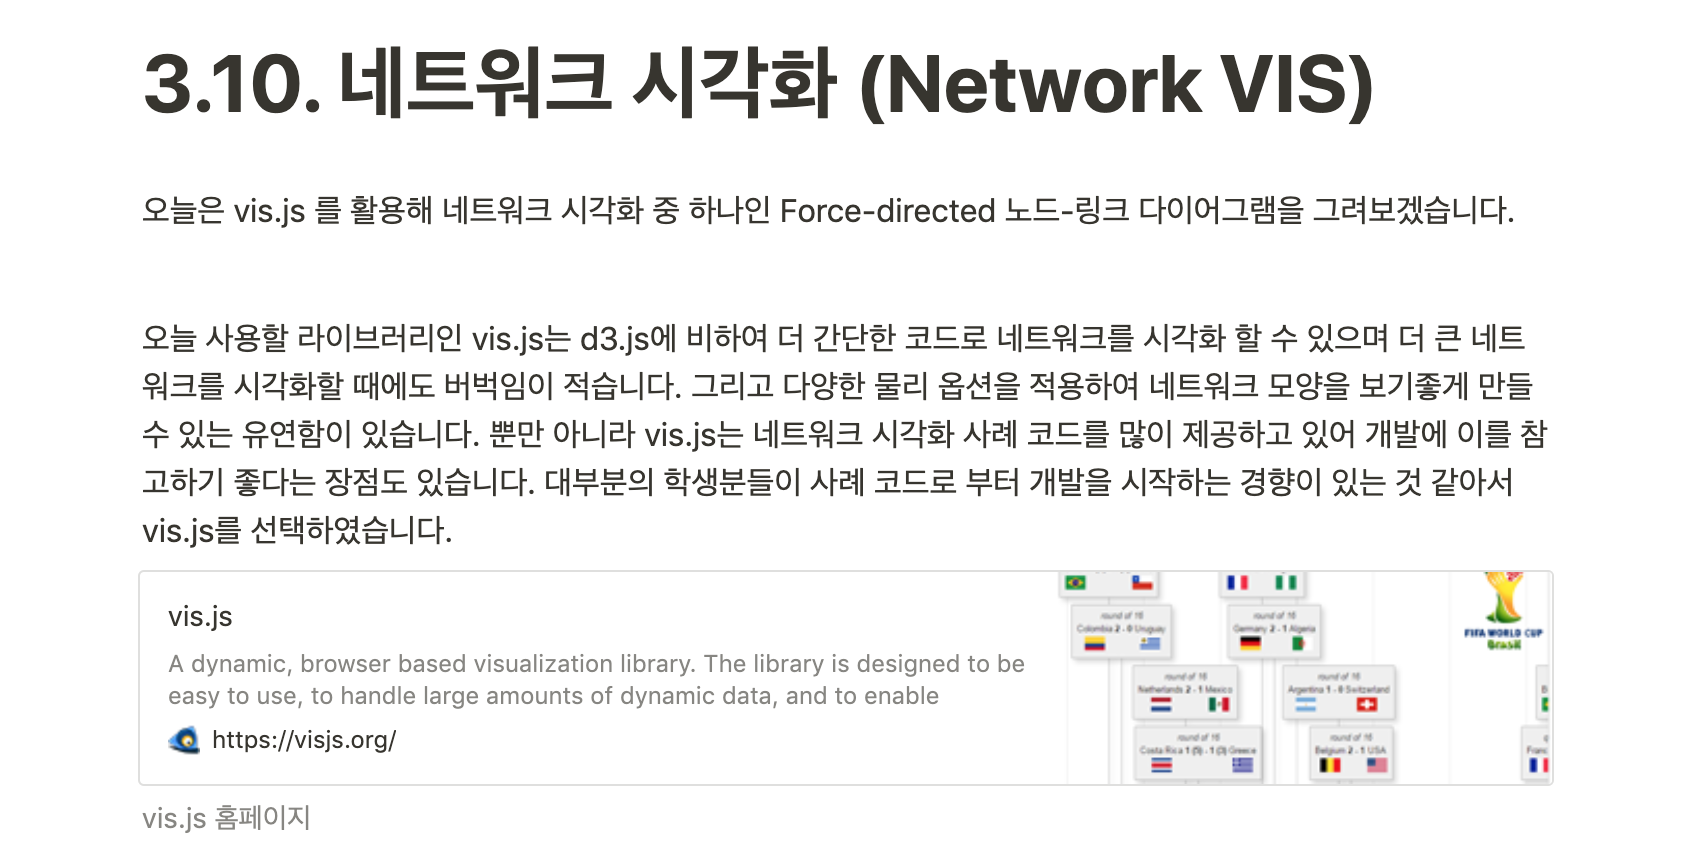 3.10. 네트워크 시각화 (Network VIS)
오늘은 vis.js 를 활용해 네트워크 시각화 중 하나인 Force-directed 노드-링크 다이어그램을 그려보겠습니다.
오늘 사용할 라이브러리인 vis.js는 d3.js에 비하여 더 간단한 코드로 네트워크를 시각화 할 수 있으며 더 큰 네트
워크를 시각화할 때에도 버벅임이 적습니다. 그리고 다양한 물리 옵션을 적용하여 네트워크 모양을 보기좋게 만들
수 있는 유연함이 있습니다. 뿐만 아니라 vis.js는 네트워크 시각화 사례 코드를 많이 제공하고 있어 개발에 이를 참
고하기 좋다는 장점도 있습니다. 대부분의 학생분들이 사례 코드로 부터 개발을 시작하는 경향이 있는 것 같아서
vis.js를 선택하였습니다.
vis.js
A dynamic, browser based visualization library. The library is designed to be
easy to use, to handle large amounts of dynamic data, and to enable
https://visjs.org/
round of 16
Colombia 2 - 0 Uruguay
round of 16
Germany 2 - 1 Algeria
FIFA WORLD CUP
Brasil
round of 16
Netherlands 2 - 1 Mexico
round of 16
Argentina 1 - 0 Switzerland
round of 16
Costa Rica 1 (5) - 1 (3) Greece
round of 16
Belgium 2 - 1 USA
vis.js 홈페이지